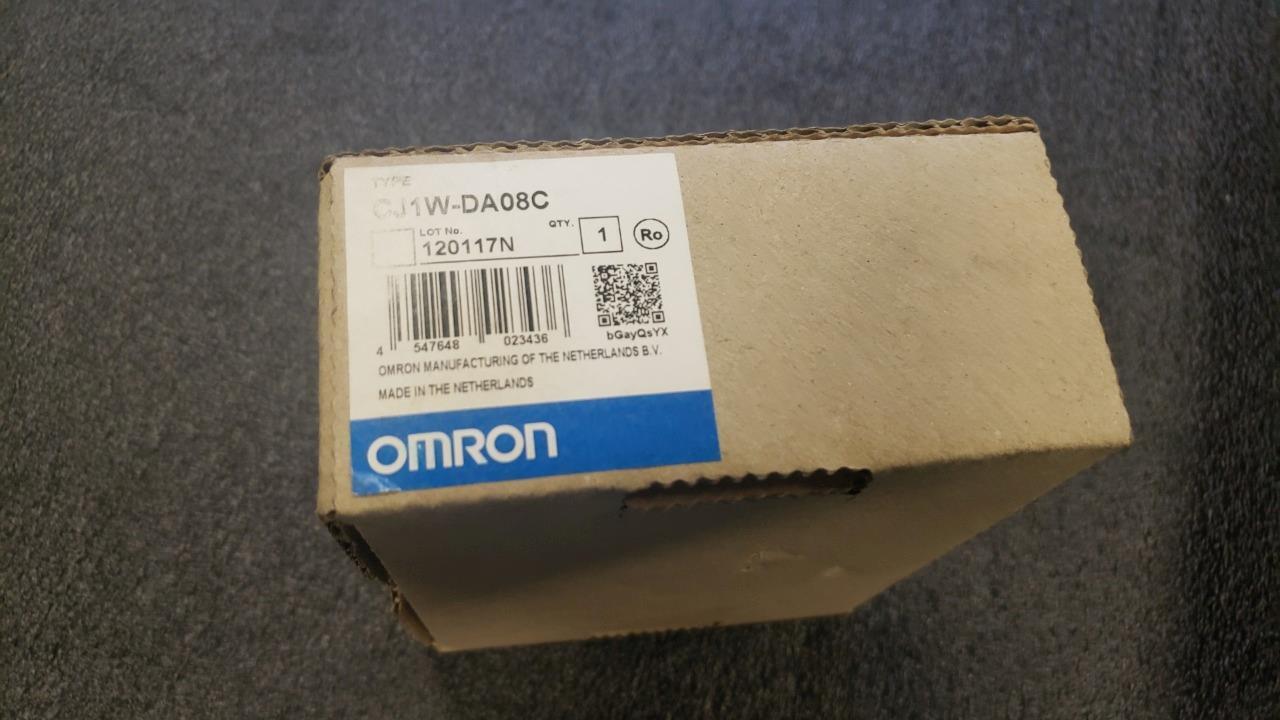 TYPE
CJ1W-DA08C
LOT No.
120117N
QTY.
1
Ro
4 547648 023436
bGayQsYX
OMRON MANUFACTURING OF THE NETHERLANDS B.V.
MADE IN THE NETHERLANDS
OMRON